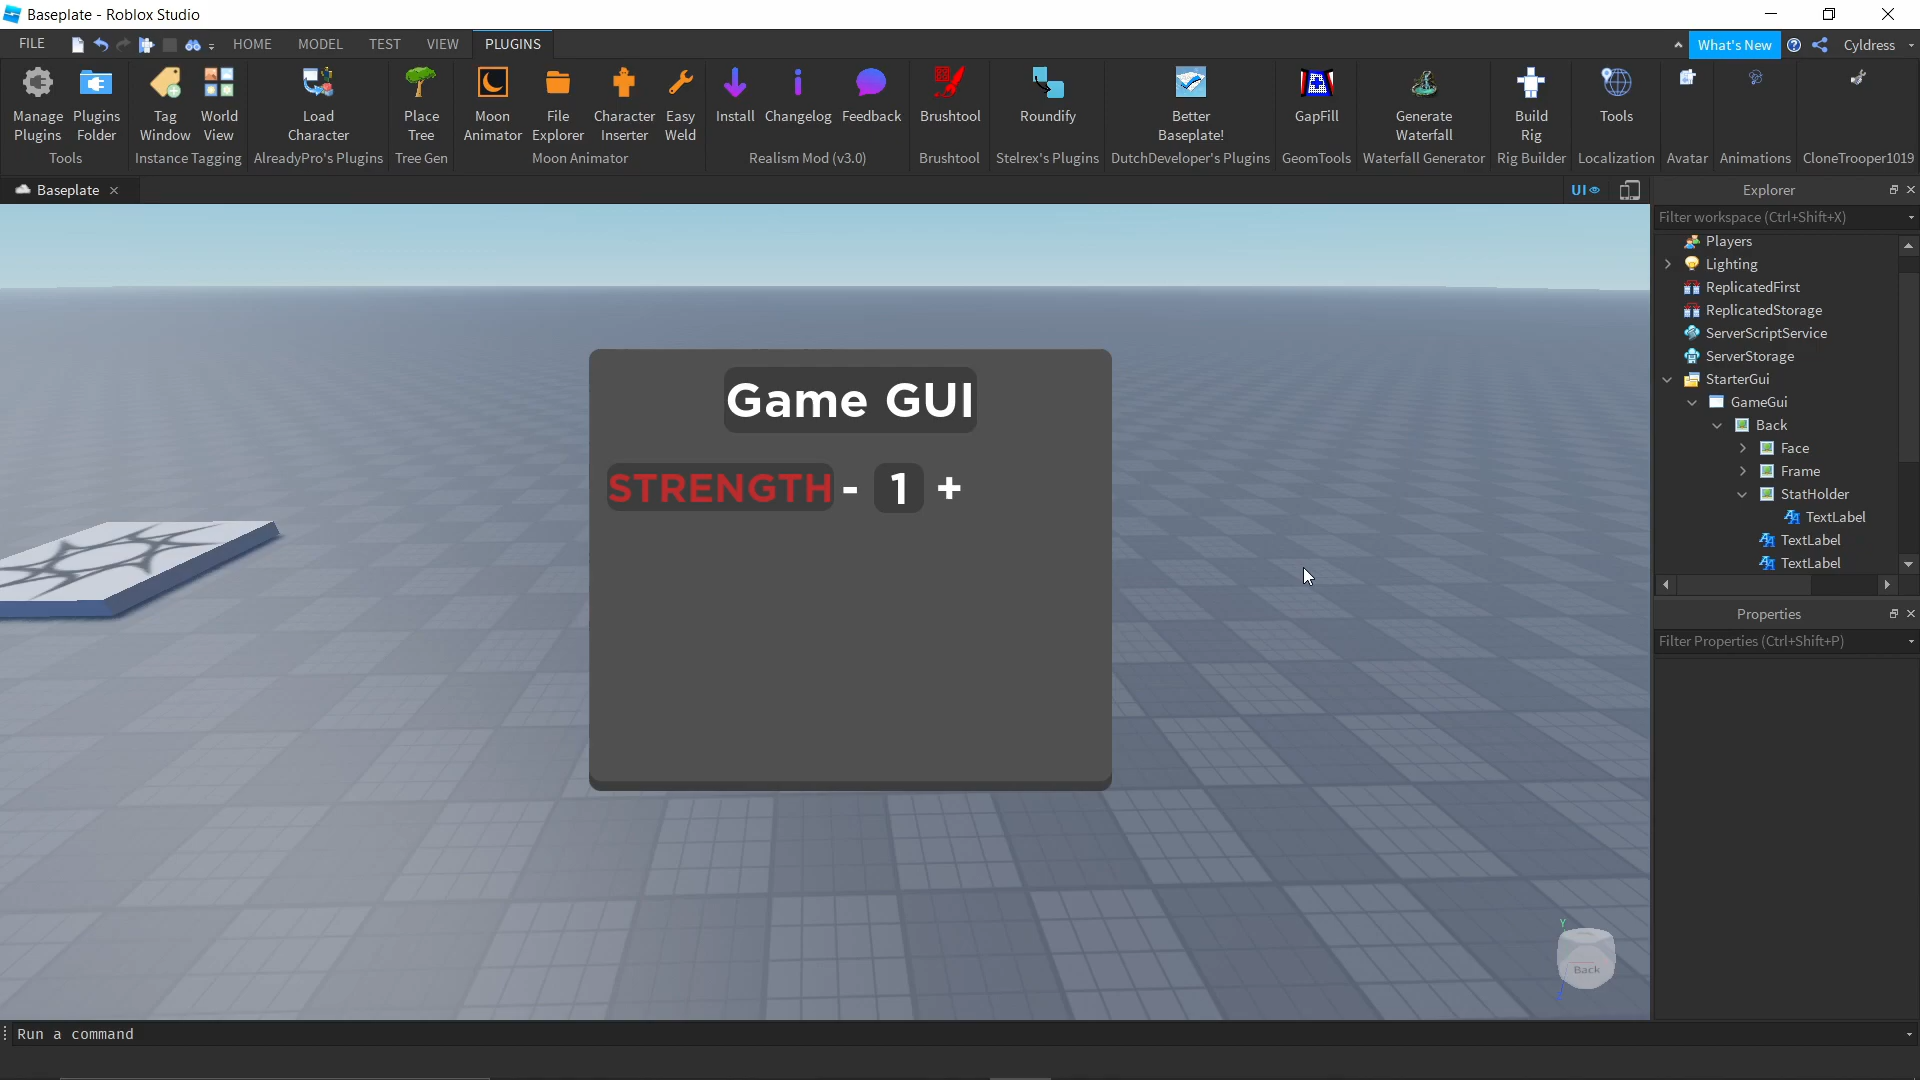 Baseplate - Roblox Studio
FILE HOME MODEL TEST VIEW PLUGINS What's New Cyldress
Manage Plugins
Plugins Folder
Tools
Tag Window
World View
Instance Tagging
Load Character
AlreadyPro's Plugins
Place Tree
Tree Gen
Moon Animator
File Explorer
Character Inserter
Easy Weld
Moon Animator
Install
Changelog
Feedback
Realism Mod (v3.0)
Brushtool
Brushtool
Roundify
Stelrex's Plugins
Better Baseplate!
DutchDeveloper's Plugins
GapFill
GeomTools
Generate Waterfall
Waterfall Generator
Build Rig
Rig Builder
Tools
Localization
Avatar
Animations
CloneTrooper1019
Baseplate
UI
Explorer
Filter workspace (Ctrl+Shift+X)
Players
Lighting
ReplicatedFirst
ReplicatedStorage
ServerScriptService
ServerStorage
StarterGui
GameGui
Back
Face
Frame
StatHolder
TextLabel
TextLabel
TextLabel
Properties
Filter Properties (Ctrl+Shift+P)
Game GUI
STRENGTH - 1 +
Y
Back
Z
Run a command